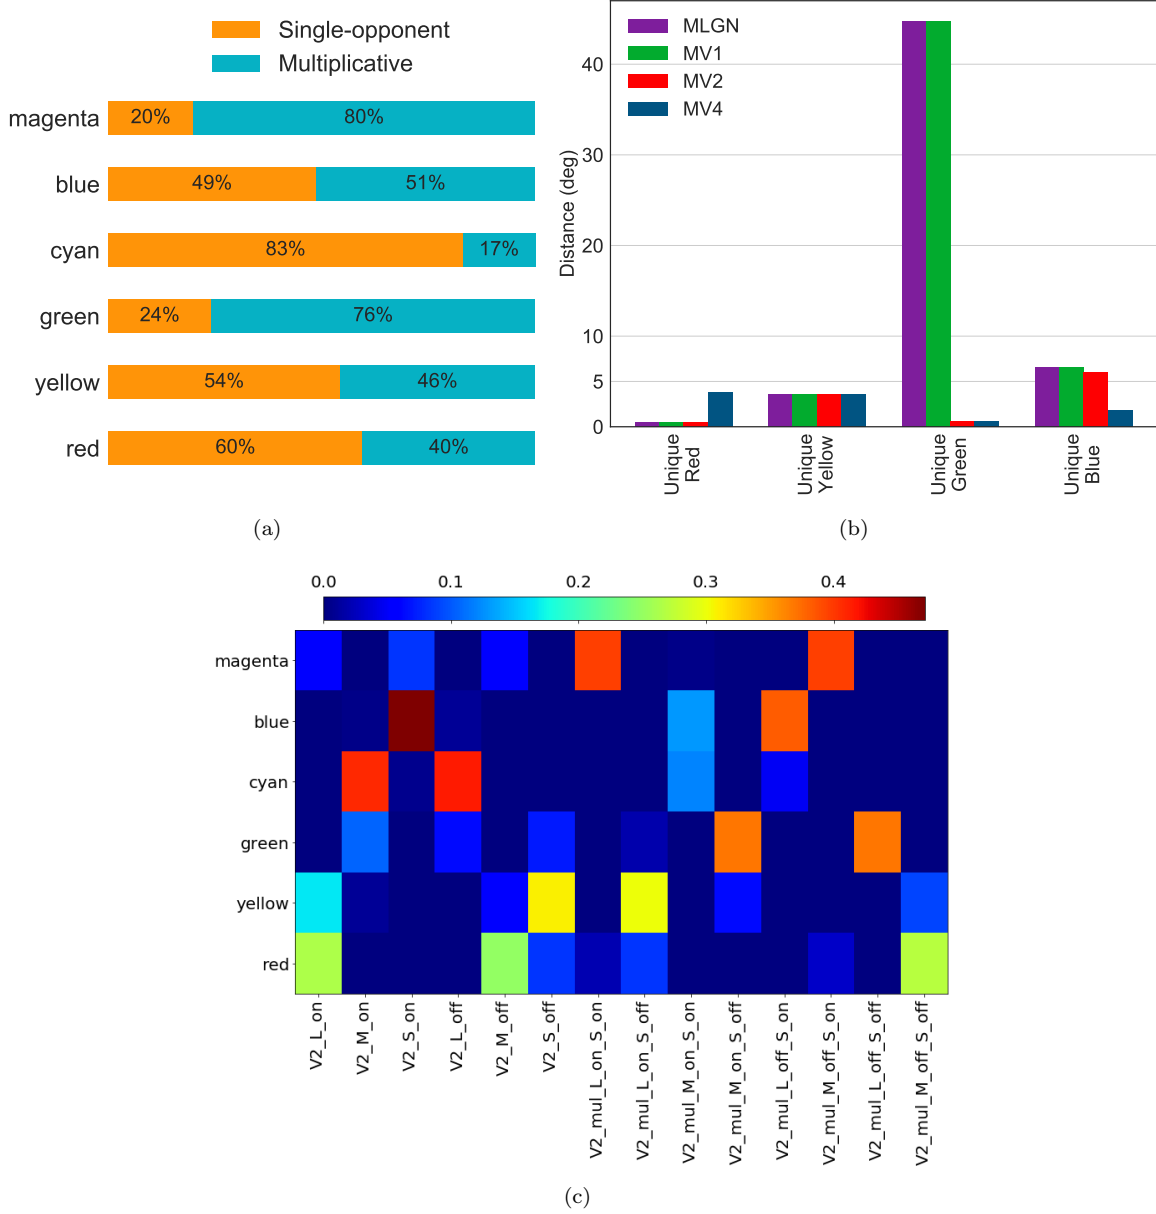 Single-opponent
Multiplicative
magenta 20% 80%
blue 49% 51%
cyan 83% 17%
green 24% 76%
yellow 54% 46%
red 60% 40%
(a)
MLGN
MV1
MV2
MV4
Distance (deg)
40
30
20
10
5
0
Unique
Red
Unique
Yellow
Unique
Green
Unique
Blue
(b)
0.0 0.1 0.2 0.3 0.4
magenta
blue
cyan
green
yellow
red
V2_L_on
V2_M_on
V2_S_on
V2_L_off
V2_M_off
V2_S_off
V2_mul_L_on_S_on
V2_mul_L_on_S_off
V2_mul_M_on_S_on
V2_mul_M_on_S_off
V2_mul_L_off_S_on
V2_mul_M_off_S_on
V2_mul_L_off_S_off
V2_mul_M_off_S_off
(c)